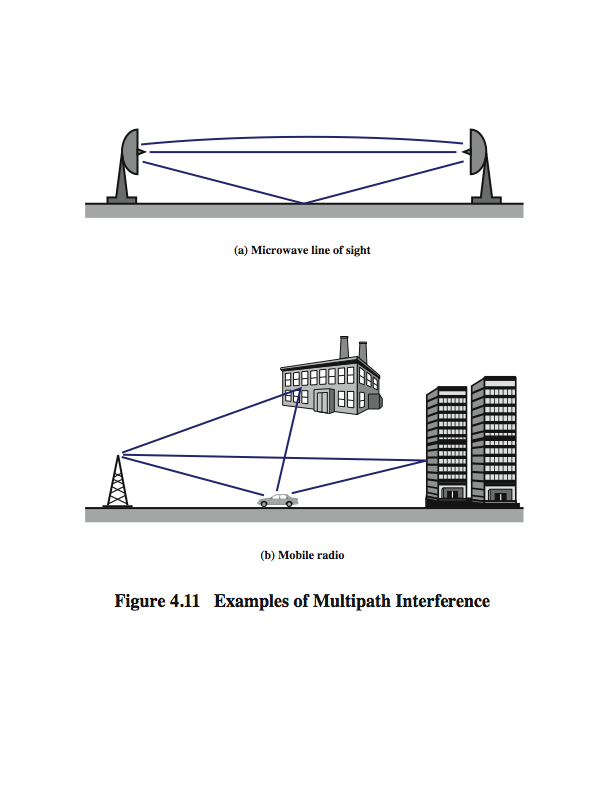 (a) Microwave line of sight
(b) Mobile radio
Figure 4.11 Examples of Multipath Interference